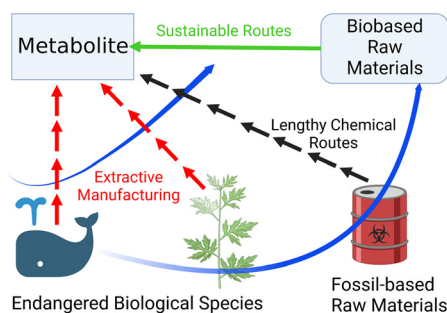 Sustainable Routes
Metabolite
Biobased
Raw
Materials
Lengthy Chemical
Routes
Extractive
Manufacturing
Endangered Biological Species
Fossil-based
Raw Materials